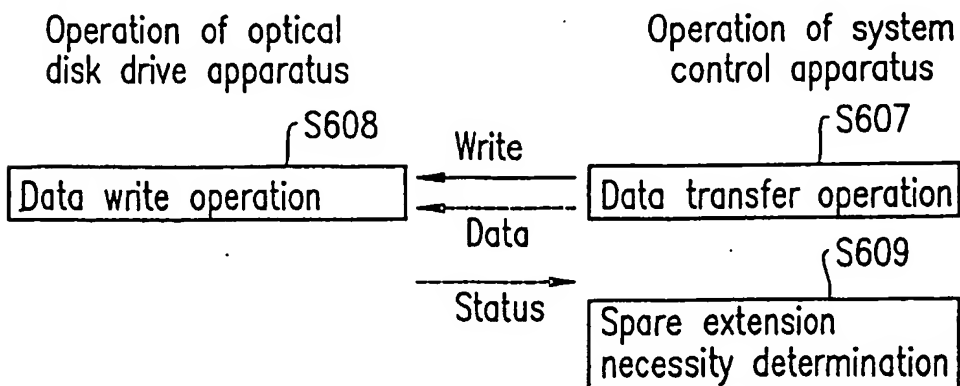 Operation of optical
disk drive apparatus
Operation of system
control apparatus
S608
S607
Write
Data write operation
Data transfer operation
Data
S609
Status
Spare extension
necessity determination